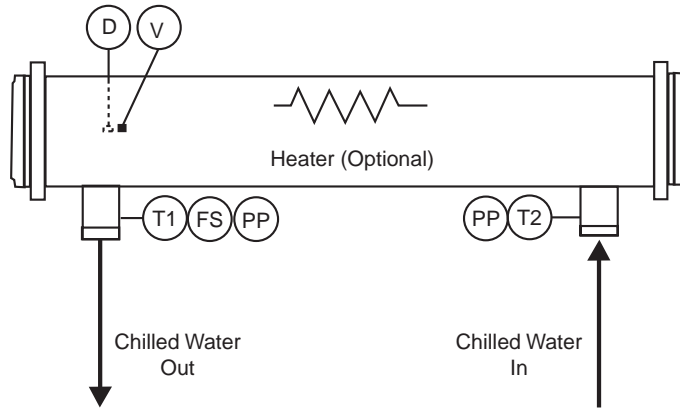 D V
Heater (Optional)
T1 FS PP
PP T2
Chilled Water
Out
Chilled Water
In